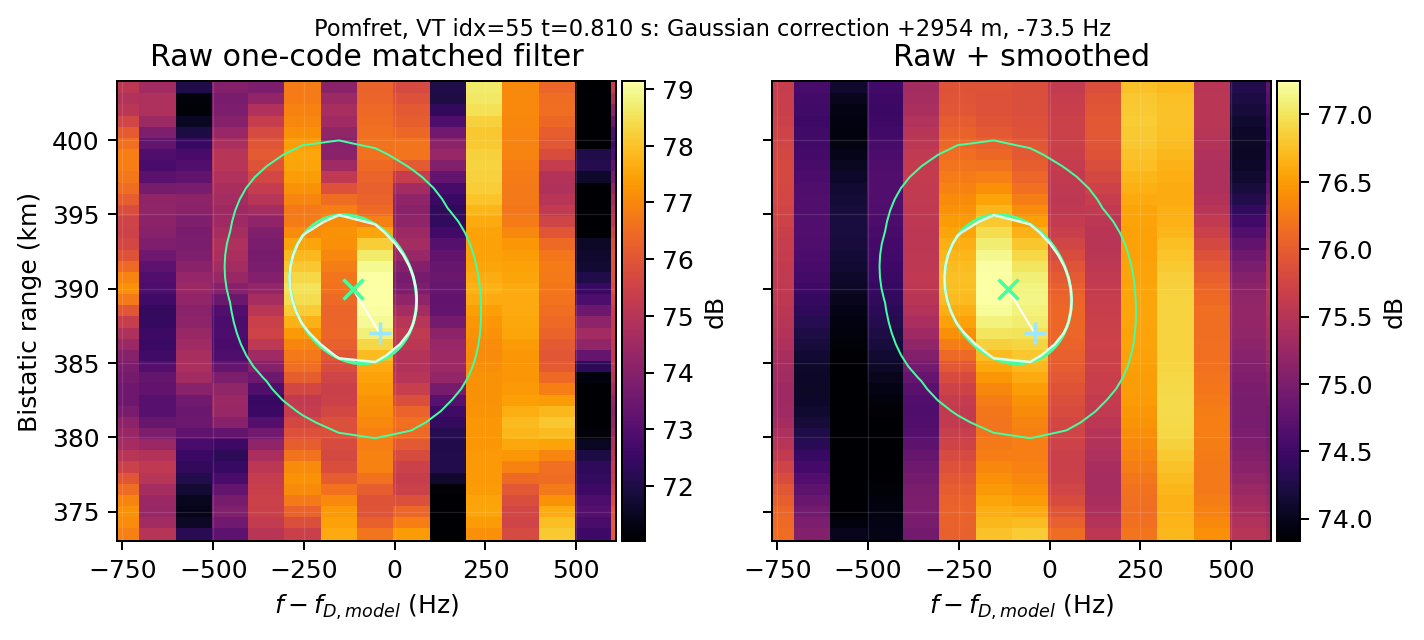 Pomfret, VT idx=55 t=0.810 s: Gaussian correction +2954 m, -73.5 Hz
Raw one-code matched filter
Raw + smoothed
Bistatic range (km)
400
395
390
385
380
375
−750 −500 −250 0 250 500
f − f_{D, model} (Hz)
79
78
77
76
75
74
73
72
dB
−750 −500 −250 0 250 500
f − f_{D, model} (Hz)
77.0
76.5
76.0
75.5
75.0
74.5
74.0
dB